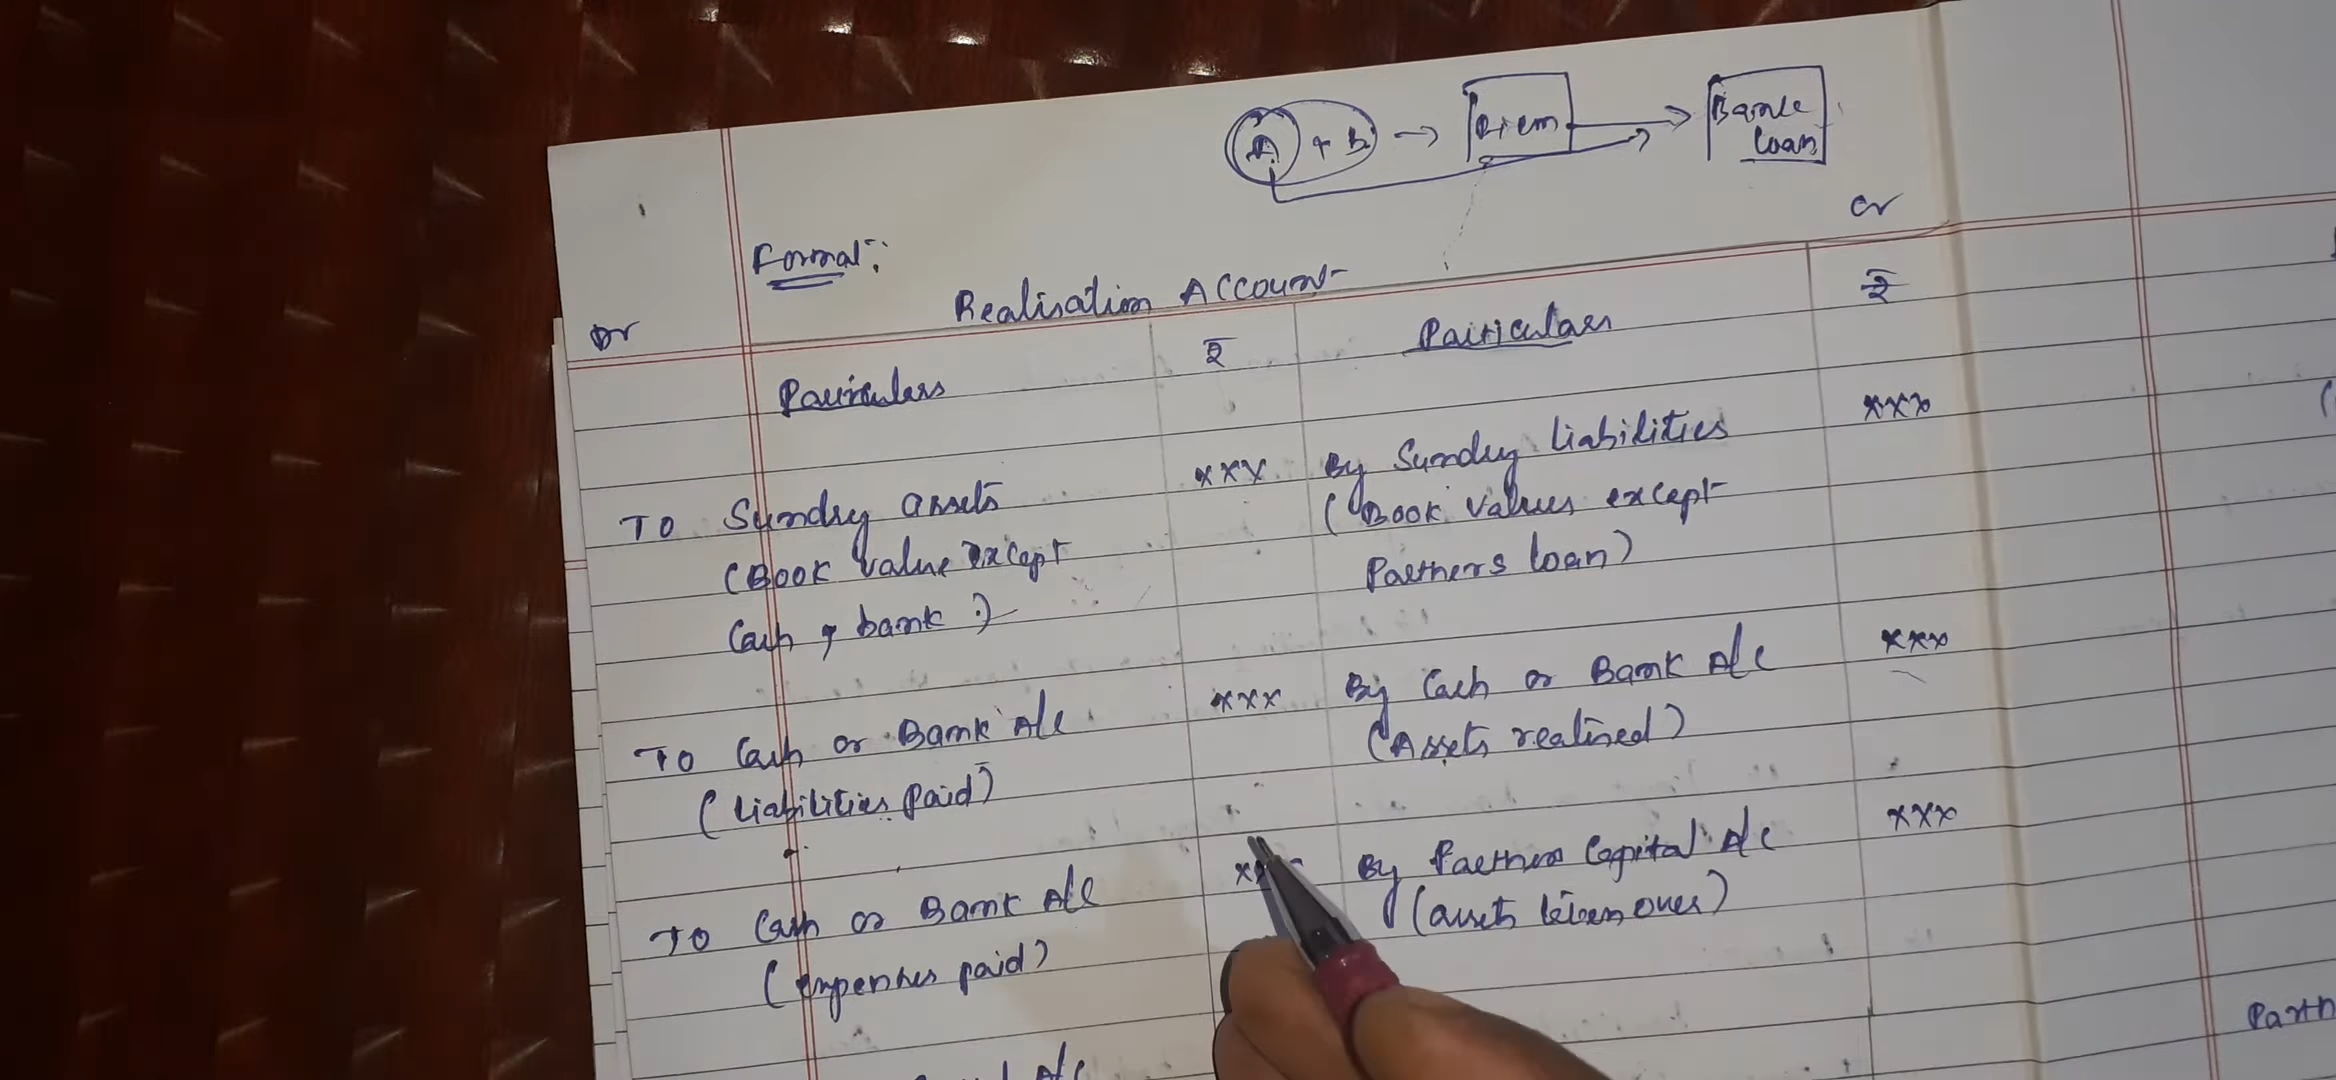 A + B → Firm → Bank
loan
Cr
Format:
Realisation Account
Dr
Particulars ₹ Particulars ₹
To Sundry assets xxx By Sundry liabilities xxx
(Book value except (Book values except
Cash & bank :) Partners loan)
To Cash or Bank A/c xxx By Cash or Bank A/c xxx
(liabilities paid) (Assets realised)
To Cash or Bank A/c By Partners Capital A/c xxx
(expenses paid) (assets taken over)
A/c
Partn